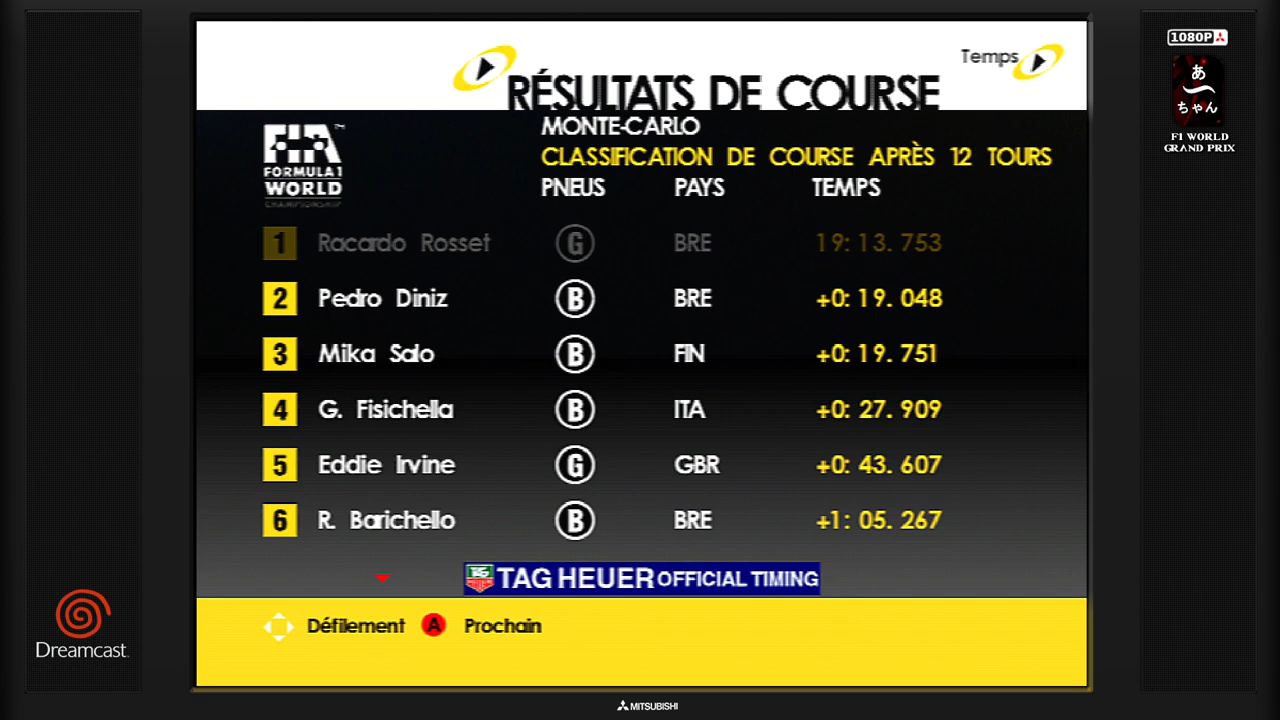 Temps
RÉSULTATS DE COURSE
MONTE-CARLO
CLASSIFICATION DE COURSE APRÈS 12 TOURS
PNEUS PAYS TEMPS
FIA™
FORMULA 1
WORLD
CHAMPIONSHIP
1 Racardo Rosset G BRE 19: 13. 753
2 Pedro Diniz B BRE +0: 19. 048
3 Mika Salo B FIN +0: 19. 751
4 G. Fisichella B ITA +0: 27. 909
5 Eddie Irvine G GBR +0: 43. 607
6 R. Barichello B BRE +1: 05. 267
TAG HEUER OFFICIAL TIMING
Défilement A Prochain
Dreamcast.
1080P
あーちゃん
F1 WORLD
GRAND PRIX
MITSUBISHI